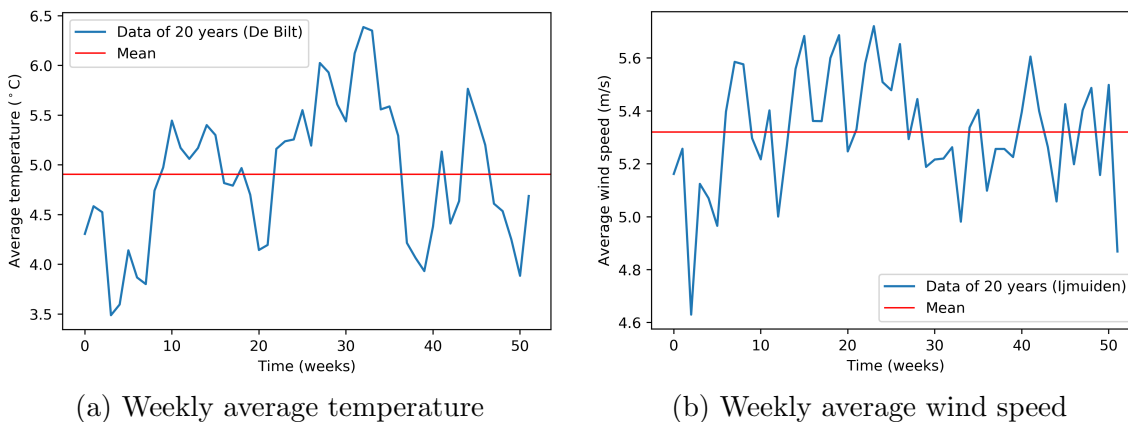 Data of 20 years (De Bilt)
Mean
Average temperature (°C)
6.5
6.0
5.5
5.0
4.5
4.0
3.5
0 10 20 30 40 50
Time (weeks)
(a) Weekly average temperature
Average wind speed (m/s)
5.6
5.4
5.2
5.0
4.8
4.6
Data of 20 years (Ijmuiden)
Mean
0 10 20 30 40 50
Time (weeks)
(b) Weekly average wind speed